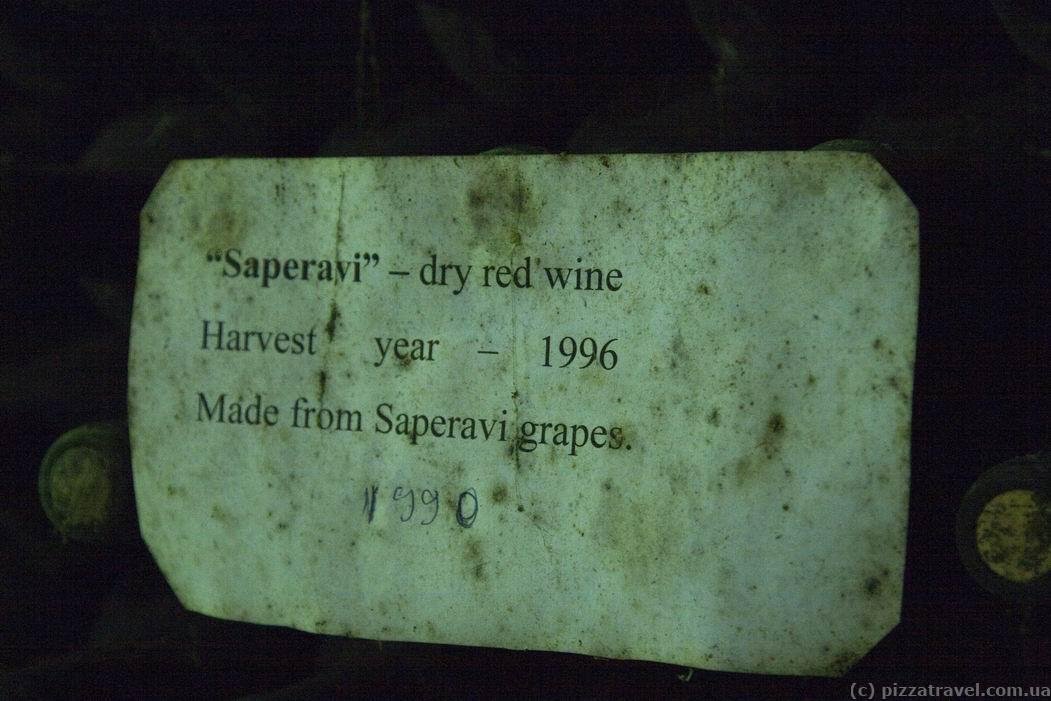 “Saperavi” – dry red wine
Harvest year – 1996
Made from Saperavi grapes.
1990
(c) pizzatravel.com.ua